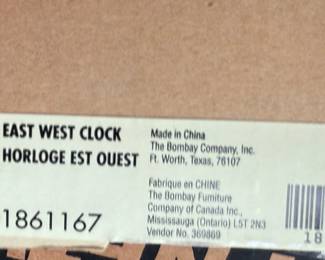 EAST WEST CLOCK
HORLOGE EST OUEST
1861167
Made in China
The Bombay Company, Inc.
Ft. Worth, Texas, 76107
Fabrique en CHINE
The Bombay Furniture
Company of Canada Inc.,
Mississauga (Ontario) L5T 2N3
Vendor No. 369869
18